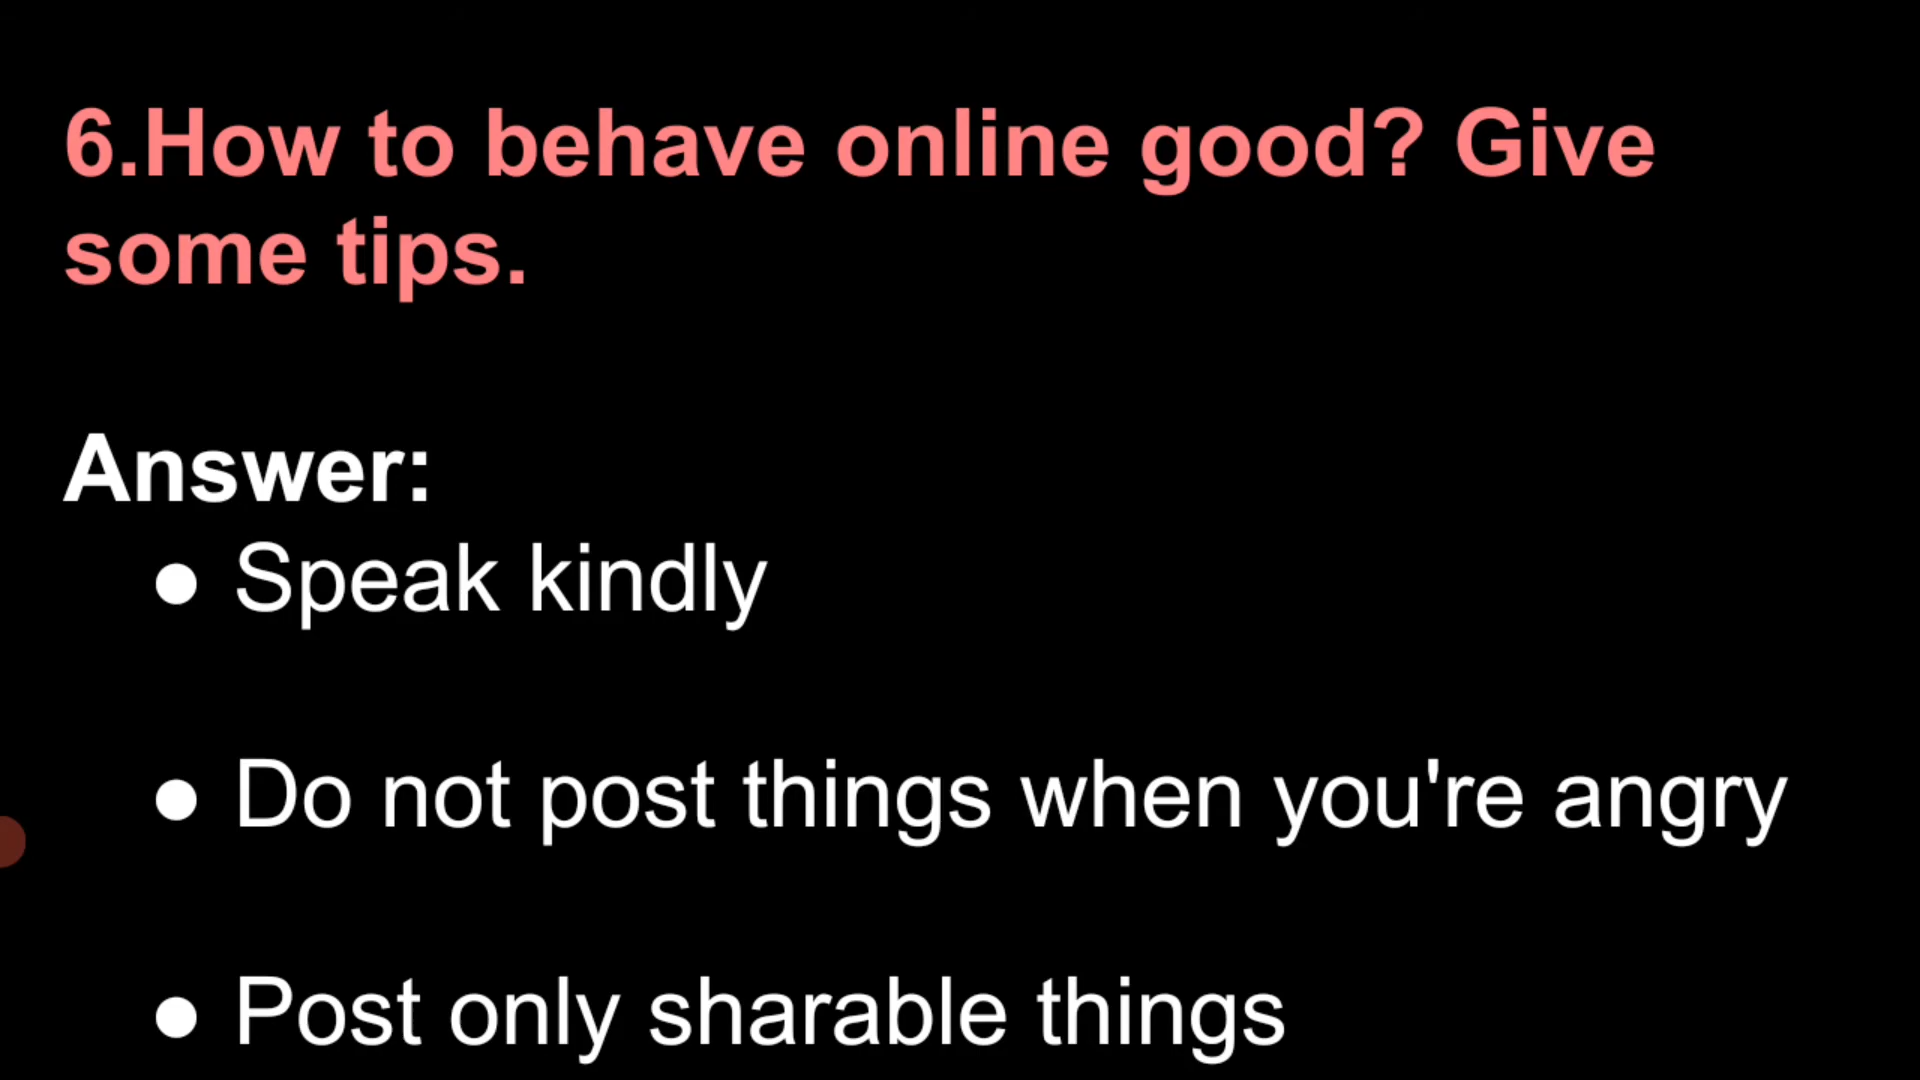 6.How to behave online good? Give
some tips.
Answer:
● Speak kindly
● Do not post things when you're angry
● Post only sharable things